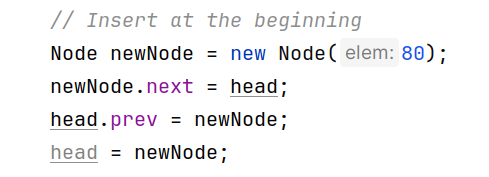 // Insert at the beginning
Node newNode = new Node( elem: 80);
newNode.next = head;
head.prev = newNode;
head = newNode;